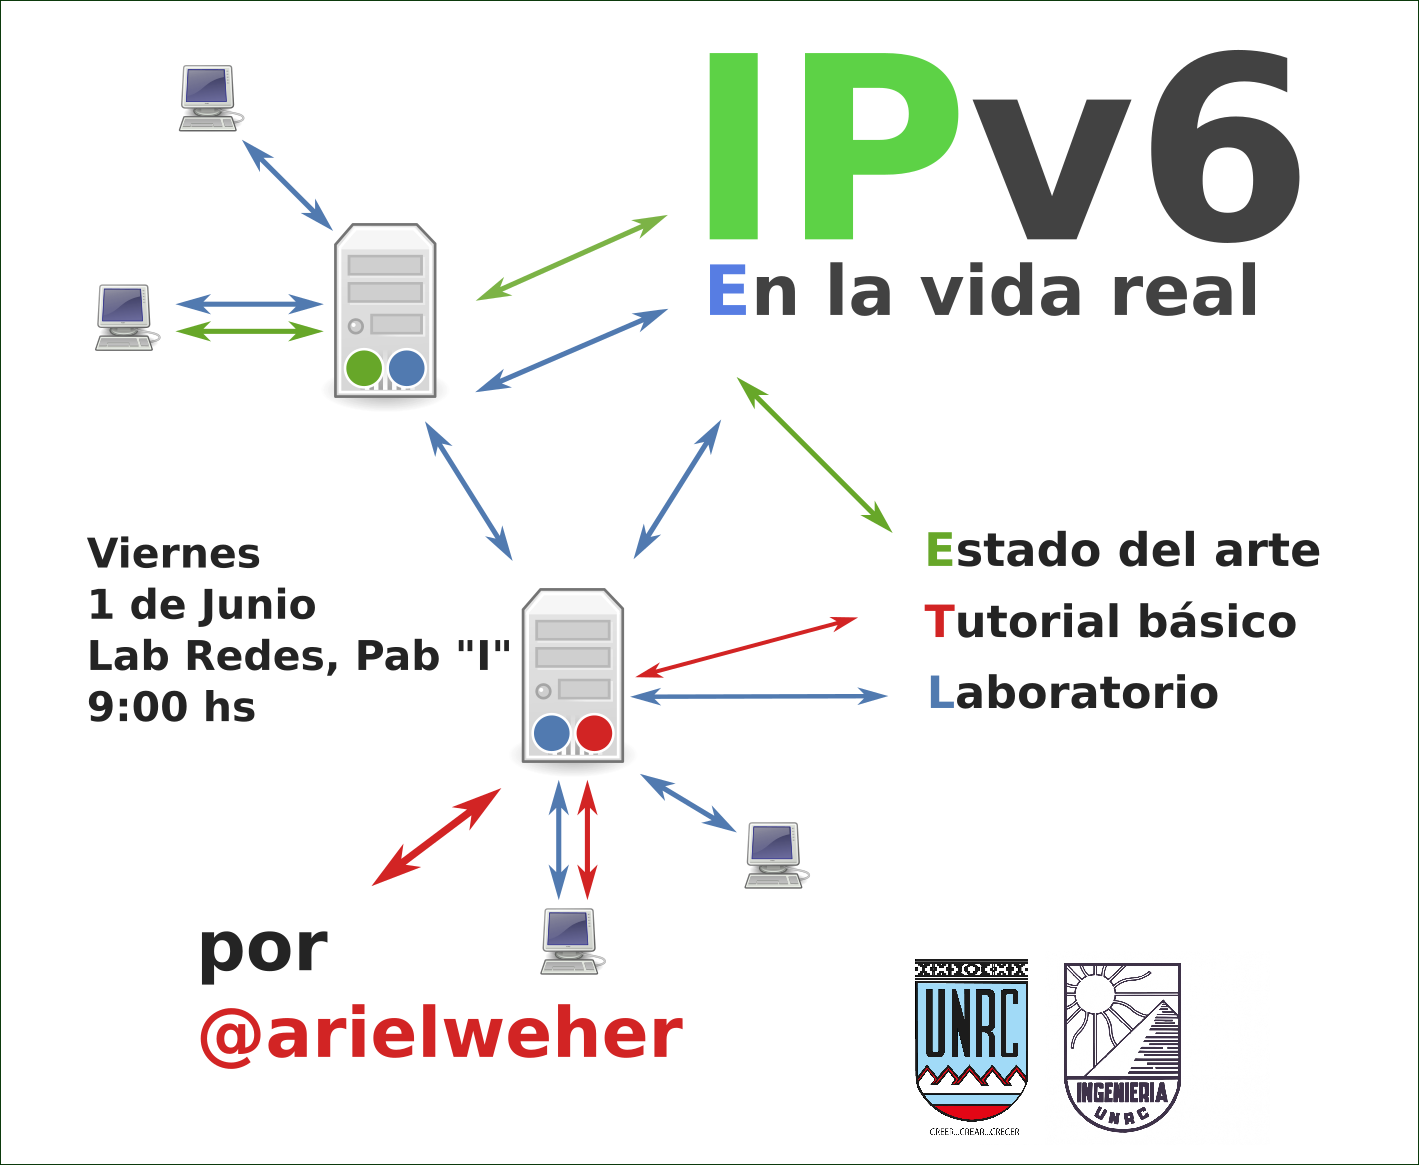 IPv6
En la vida real
Viernes
1 de Junio
Lab Redes, Pab "I"
9:00 hs
Estado del arte
Tutorial básico
Laboratorio
por
@arielweher
UNRC
CREER...CREAR...CRECER
INGENIERIA
UNRC